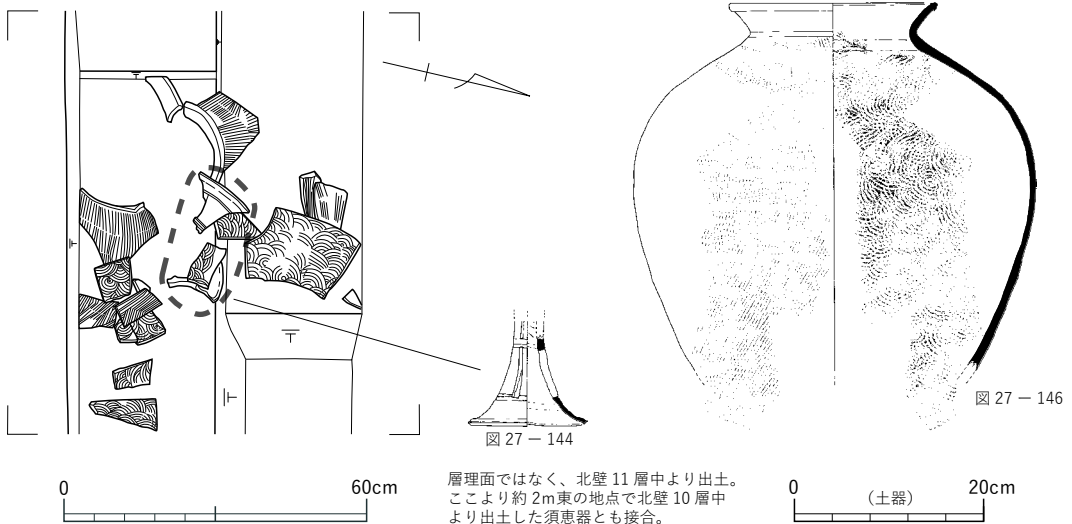 図 27 － 144
図 27 － 146
0
60cm
層理面ではなく、北壁 11 層中より出土。
ここより約 2m東の地点で北壁 10 層中
より出土した須恵器とも接合。
0
（土器）
20cm